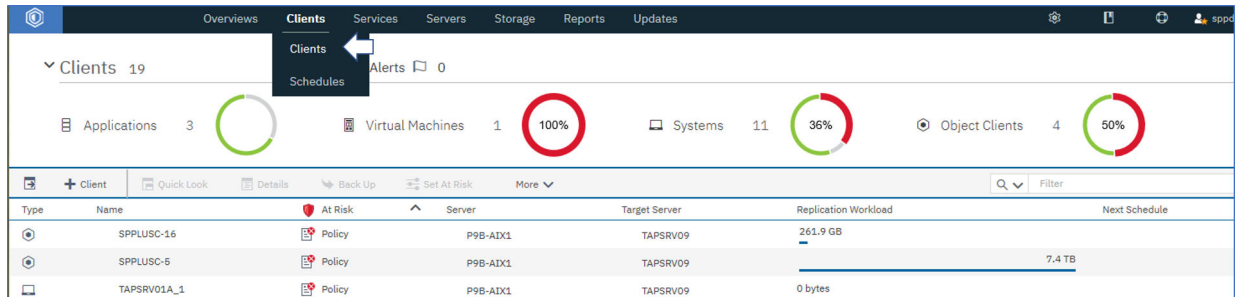 Overviews Clients Services Servers Storage Reports Updates sppd
Clients
Schedules
Clients 19 Alerts 0
Applications 3 Virtual Machines 1 100% Systems 11 36% Object Clients 4 50%
+ Client Quick Look Details Back Up Set At Risk More Filter
Type Name At Risk Server Target Server Replication Workload Next Schedule
SPPLUSC-16 Policy P9B-AIX1 TAPSRV09 261.9 GB
SPPLUSC-5 Policy P9B-AIX1 TAPSRV09 7.4 TB
TAPSRV01A_1 Policy P9B-AIX1 TAPSRV09 0 bytes